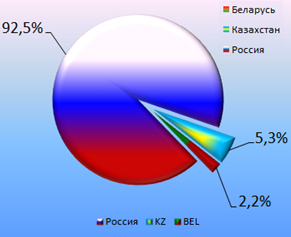 92,5%
Беларусь
Казахстан
Россия
5,3%
2,2%
Россия KZ BEL